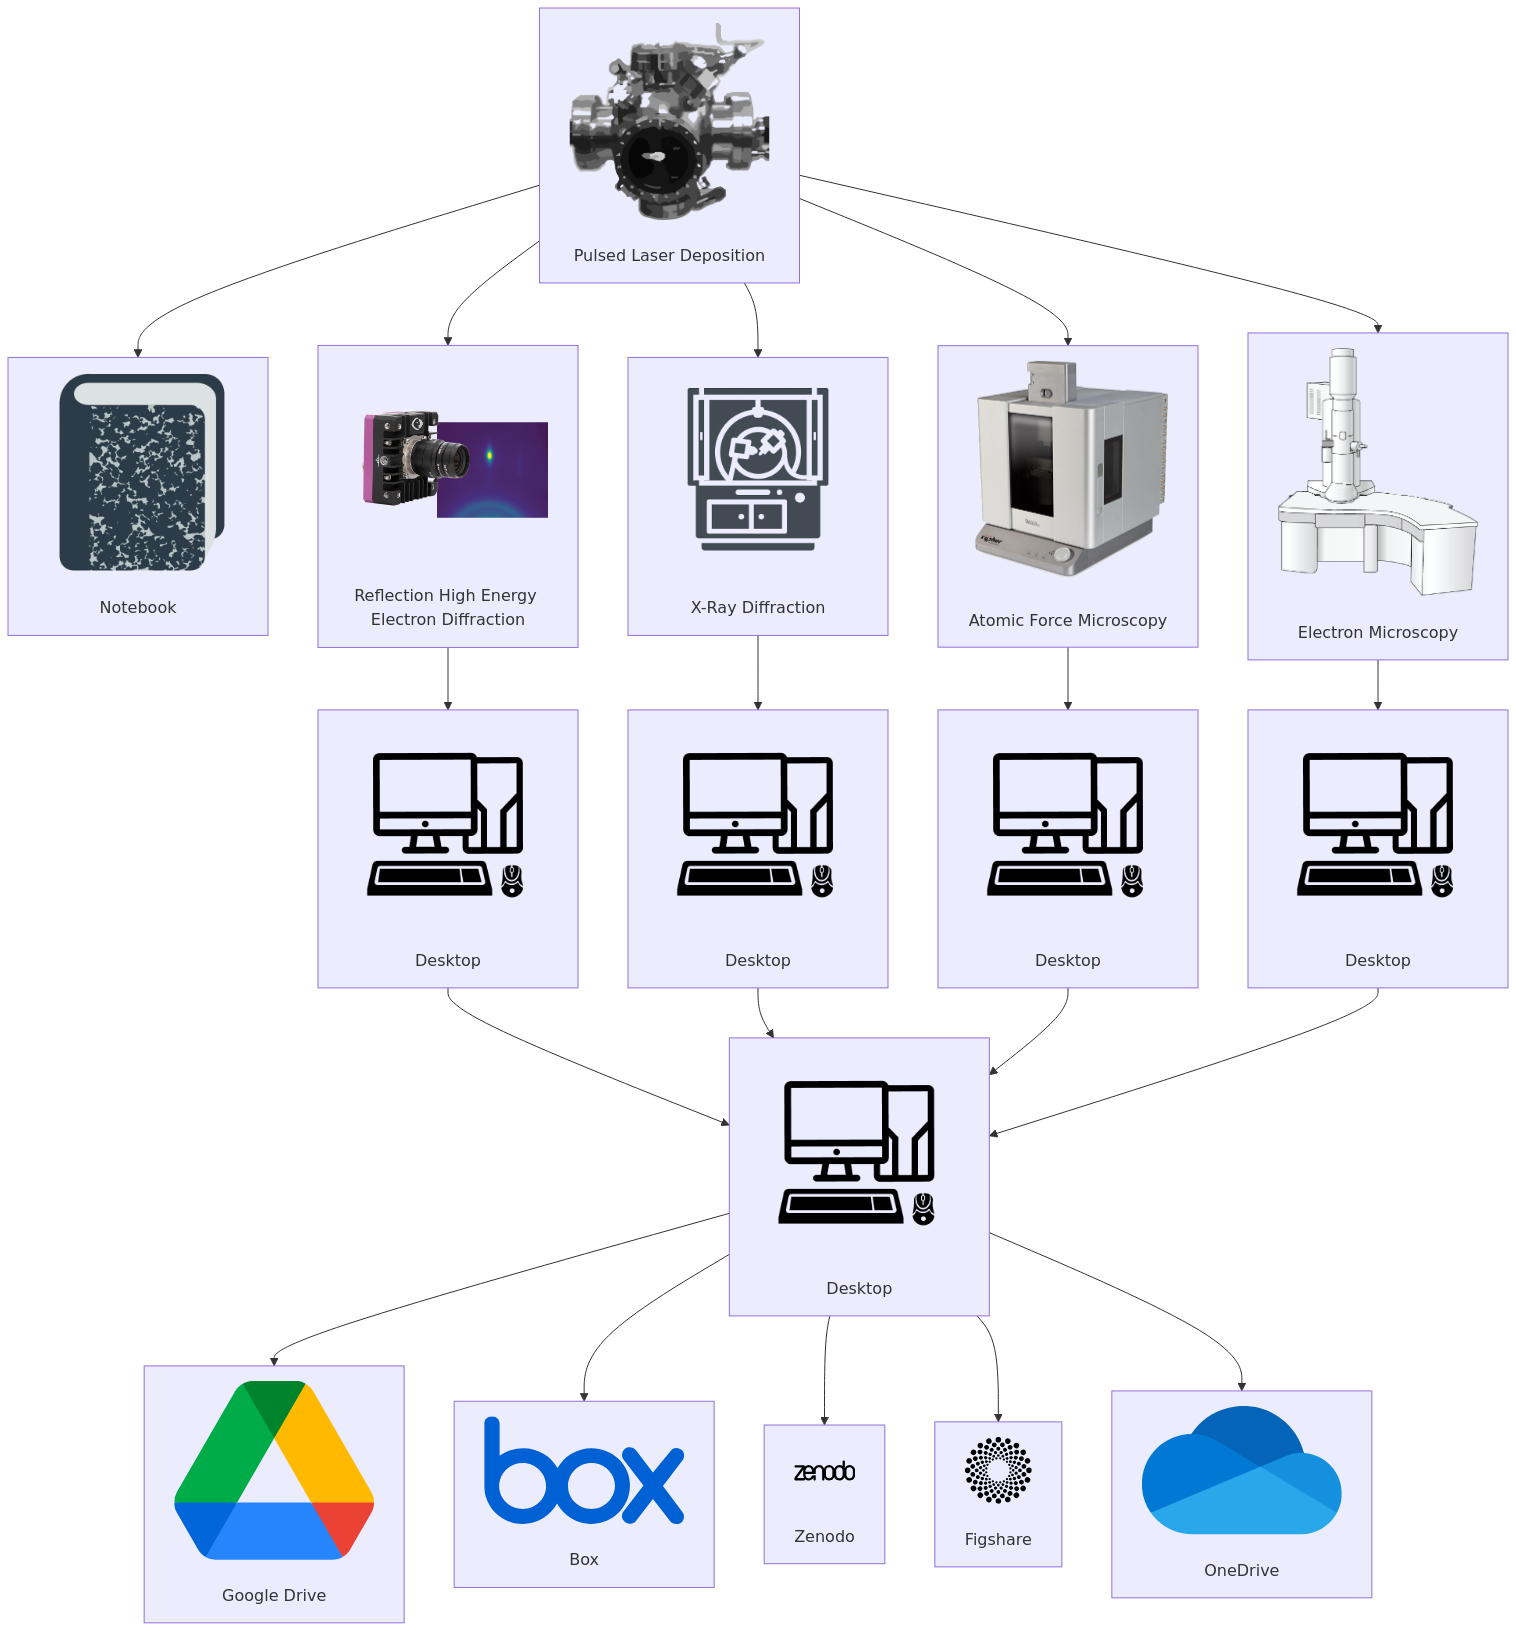 Pulsed Laser Deposition
Notebook
Reflection High Energy
Electron Diffraction
X-Ray Diffraction
Atomic Force Microscopy
Electron Microscopy
Desktop
Desktop
Desktop
Desktop
Desktop
Google Drive
box
Box
zenodo
Zenodo
Figshare
OneDrive